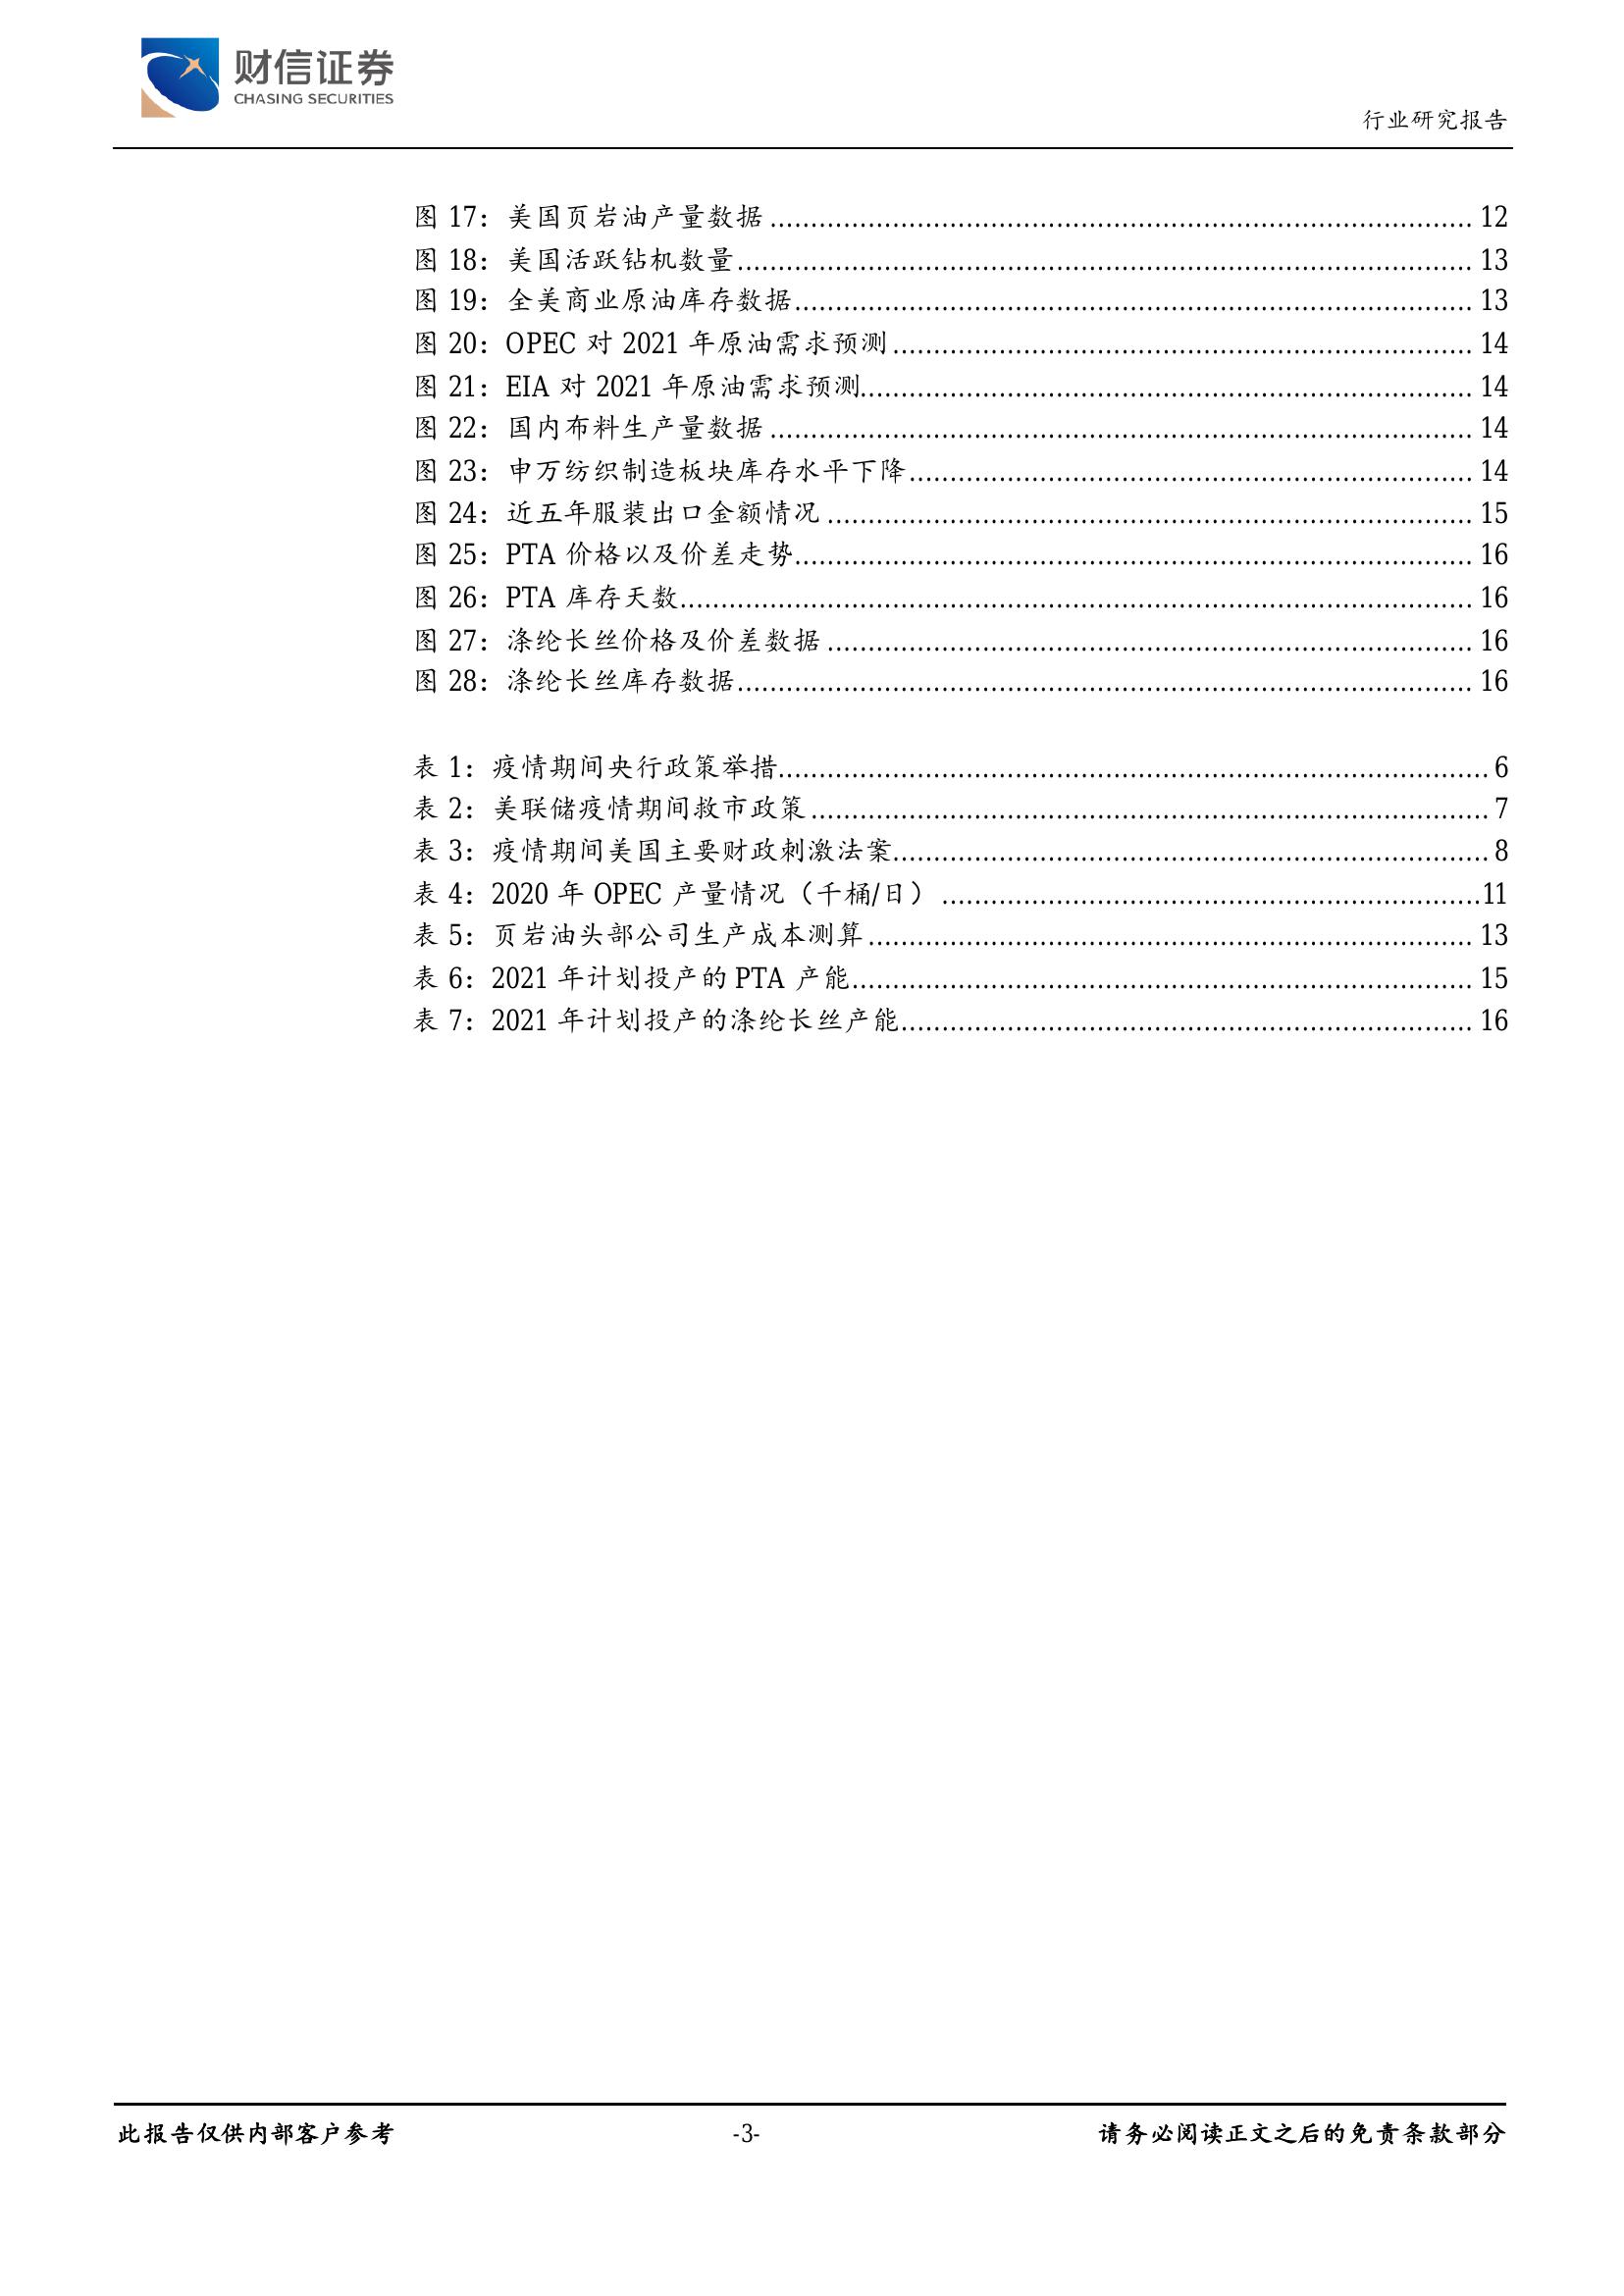 财信证券
CHASING SECURITIES
行业研究报告
图 17：美国页岩油产量数据 ........................................................ 12
图 18：美国活跃钻机数量 ........................................................ 13
图 19：全美商业原油库存数据 ........................................................ 13
图 20：OPEC 对 2021 年原油需求预测 ........................................................ 14
图 21：EIA 对 2021 年原油需求预测 ........................................................ 14
图 22：国内布料生产量数据 ........................................................ 14
图 23：申万纺织制造板块库存水平下降 ........................................................ 14
图 24：近五年服装出口金额情况 ........................................................ 15
图 25：PTA 价格以及价差走势 ........................................................ 16
图 26：PTA 库存天数 ........................................................ 16
图 27：涤纶长丝价格及价差数据 ........................................................ 16
图 28：涤纶长丝库存数据 ........................................................ 16
表 1：疫情期间央行政策举措 ........................................................ 6
表 2：美联储疫情期间救市政策 ........................................................ 7
表 3：疫情期间美国主要财政刺激法案 ........................................................ 8
表 4：2020 年 OPEC 产量情况（千桶/日） ........................................................ 11
表 5：页岩油头部公司生产成本测算 ........................................................ 13
表 6：2021 年计划投产的 PTA 产能 ........................................................ 15
表 7：2021 年计划投产的涤纶长丝产能 ........................................................ 16
此报告仅供内部客户参考 -3- 请务必阅读正文之后的免责条款部分